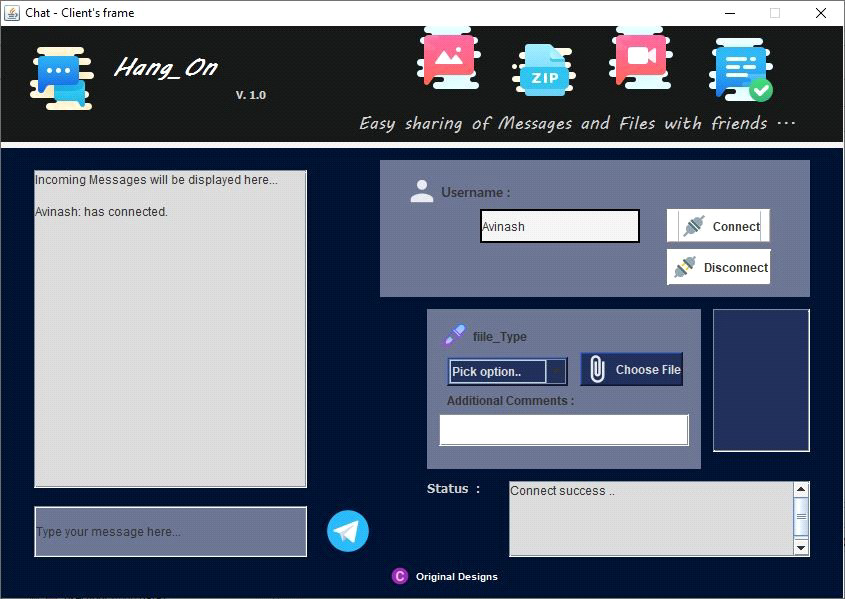 Chat - Client's frame
Hang_On
V. 1.0
ZIP
Easy sharing of Messages and Files with friends ...
Incoming Messages will be displayed here...
Avinash: has connected.
Type your message here...
Username :
Avinash
Connect
Disconnect
fiile_Type
Pick option..
Choose File
Additional Comments :
Status :
Connect success ..
C Original Designs